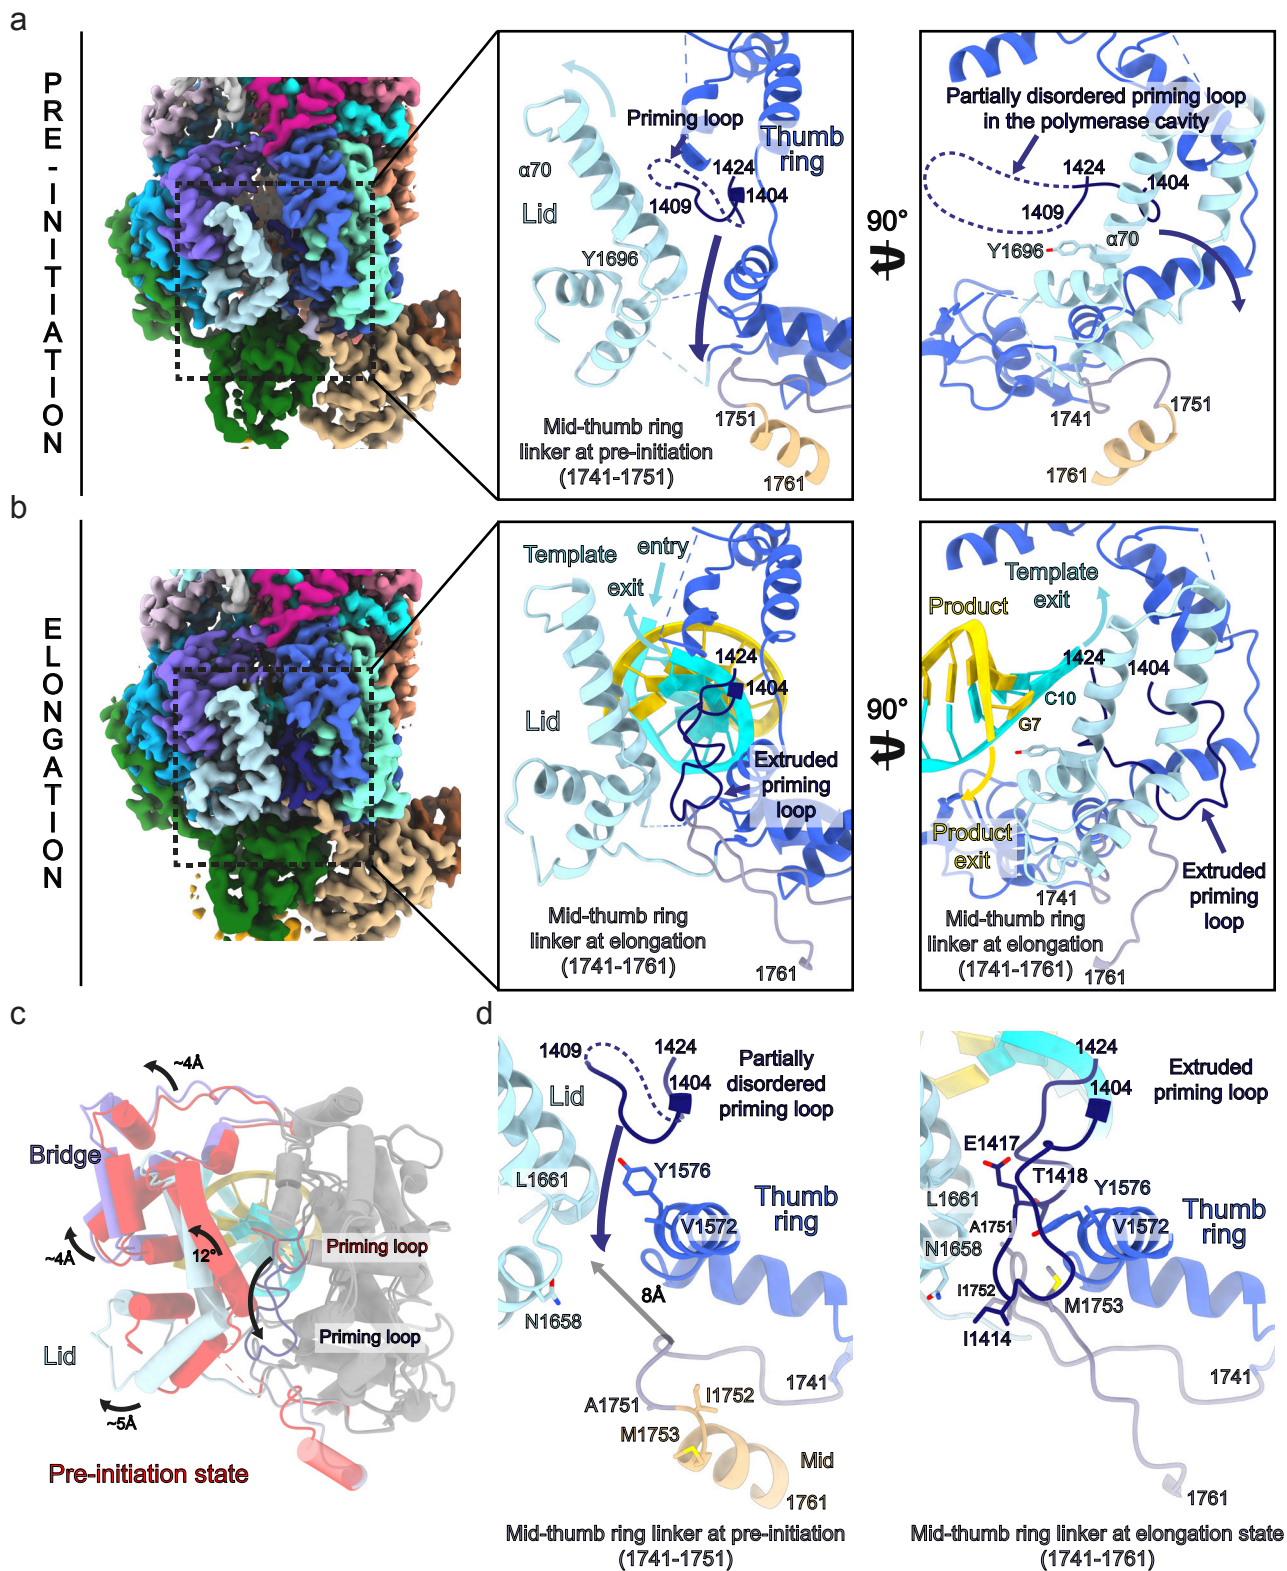 a
PRE-INITIATION
Priming loop
Thumb
ring
α70
Lid
1424
1404
1409
Y1696
1751
1761
Mid-thumb ring
linker at pre-initiation
(1741-1751)
90°
Partially disordered priming loop
in the polymerase cavity
1424
1404
1409
Y1696
α70
1741
1751
1761
b
ELONGATION
Template
entry
exit
1424
1404
Lid
Extruded
priming
loop
Mid-thumb ring
linker at elongation
(1741-1761)
1761
90°
Template
exit
Product
1424
1404
C10
G7
Product
exit
1741
Extruded
priming
loop
Mid-thumb ring
linker at elongation
(1741-1761)
1761
c
~4Å
Bridge
~4Å
12°
Priming loop
Priming loop
Lid
~5Å
Pre-initiation state
d
1409
1424
1404
Partially
disordered
priming loop
Lid
L1661
Y1576
Thumb
ring
V1572
8Å
N1658
1741
A1751
I1752
M1753
Mid
1761
Mid-thumb ring linker at pre-initiation
(1741-1751)
1424
1404
Extruded
priming loop
E1417
T1418
L1661
Y1576
A1751
V1572
Thumb
ring
N1658
I1752
M1753
I1414
1741
1761
Mid-thumb ring linker at elongation state
(1741-1761)